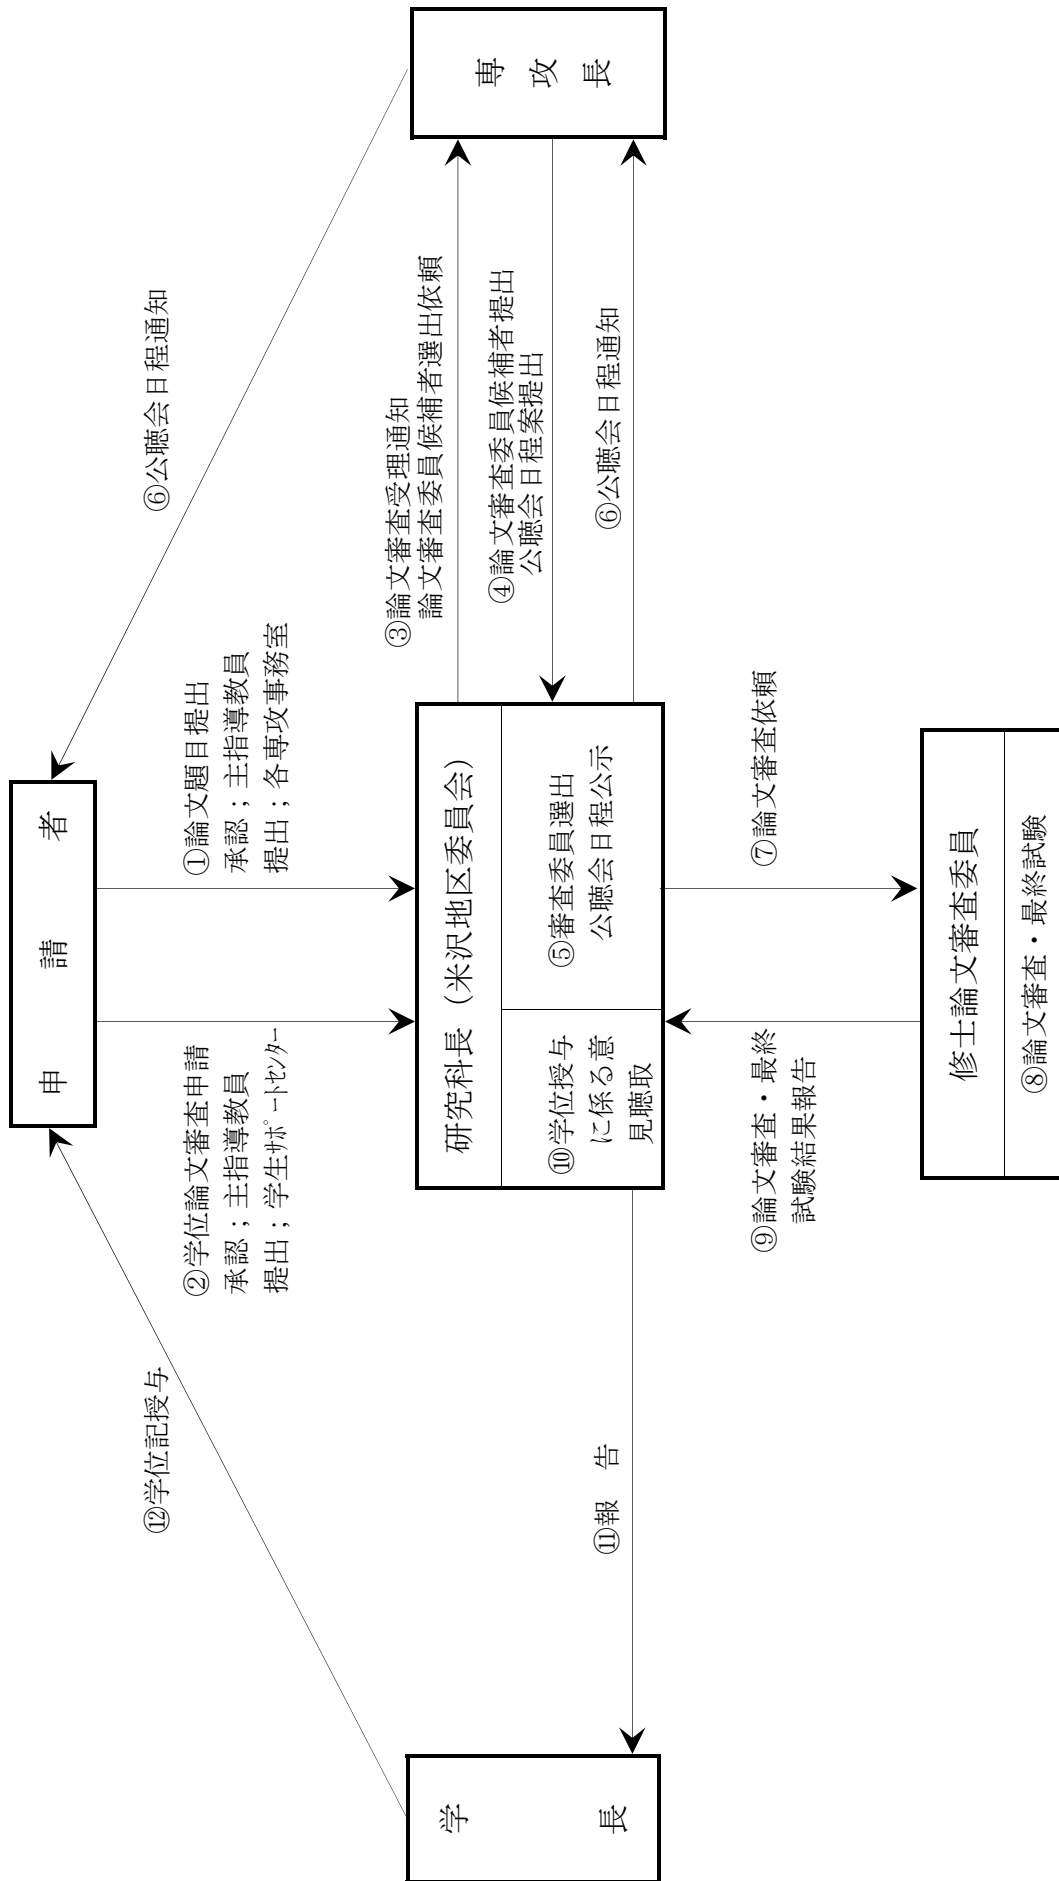 申請者
①論文題目提出
承認；主指導教員
提出；各専攻事務室
②学位論文審査申請
承認；主指導教員
提出；学生ｻﾎﾟｰﾄｾﾝﾀｰ
⑥公聴会日程通知
⑫学位記授与
専攻長
③論文審査受理通知
論文審査委員候補者選出依頼
④論文審査委員候補者提出
公聴会日程案提出
⑥公聴会日程通知
研究科長（米沢地区委員会）
⑤審査委員選出
公聴会日程公示
⑩学位授与
に係る意
見聴取
学長
⑪報　告
⑦論文審査依頼
⑨論文審査・最終
試験結果報告
修士論文審査委員
⑧論文審査・最終試験